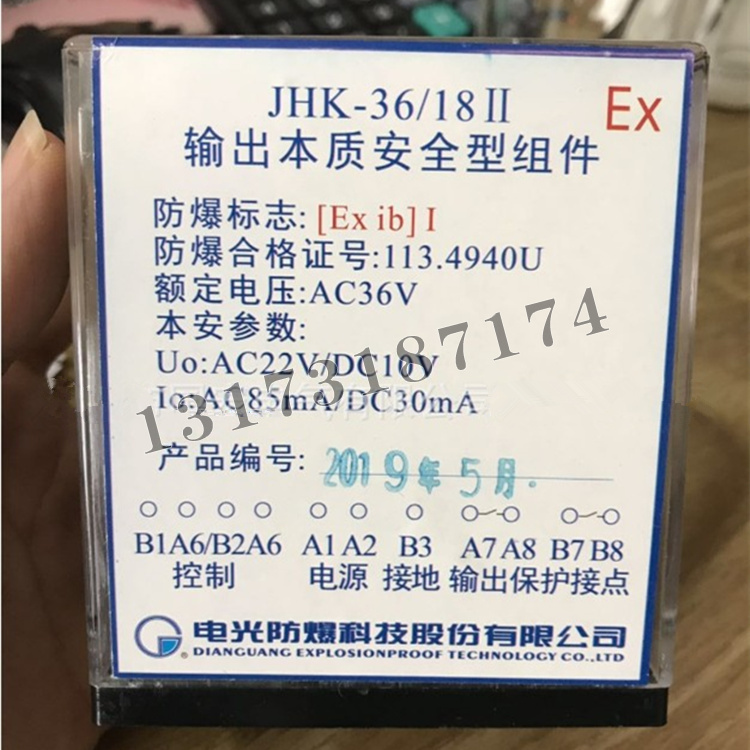 JHK-36/18 II
Ex
输出本质安全型组件
防爆标志:[Ex ib] I
防爆合格证号:113.4940U
额定电压:AC36V
本安参数:
Uo:AC22V/DC10V
Io:AC85mA/DC30mA
13173187174
产品编号: 2019年5月.
B1A6/B2A6 A1 A2 B3 A7 A8 B7 B8
控制 电源 接地 输出保护接点
电光防爆科技股份有限公司
DIANGUANG EXPLOSIONPROOF TECHNOLOGY CO.,LTD.